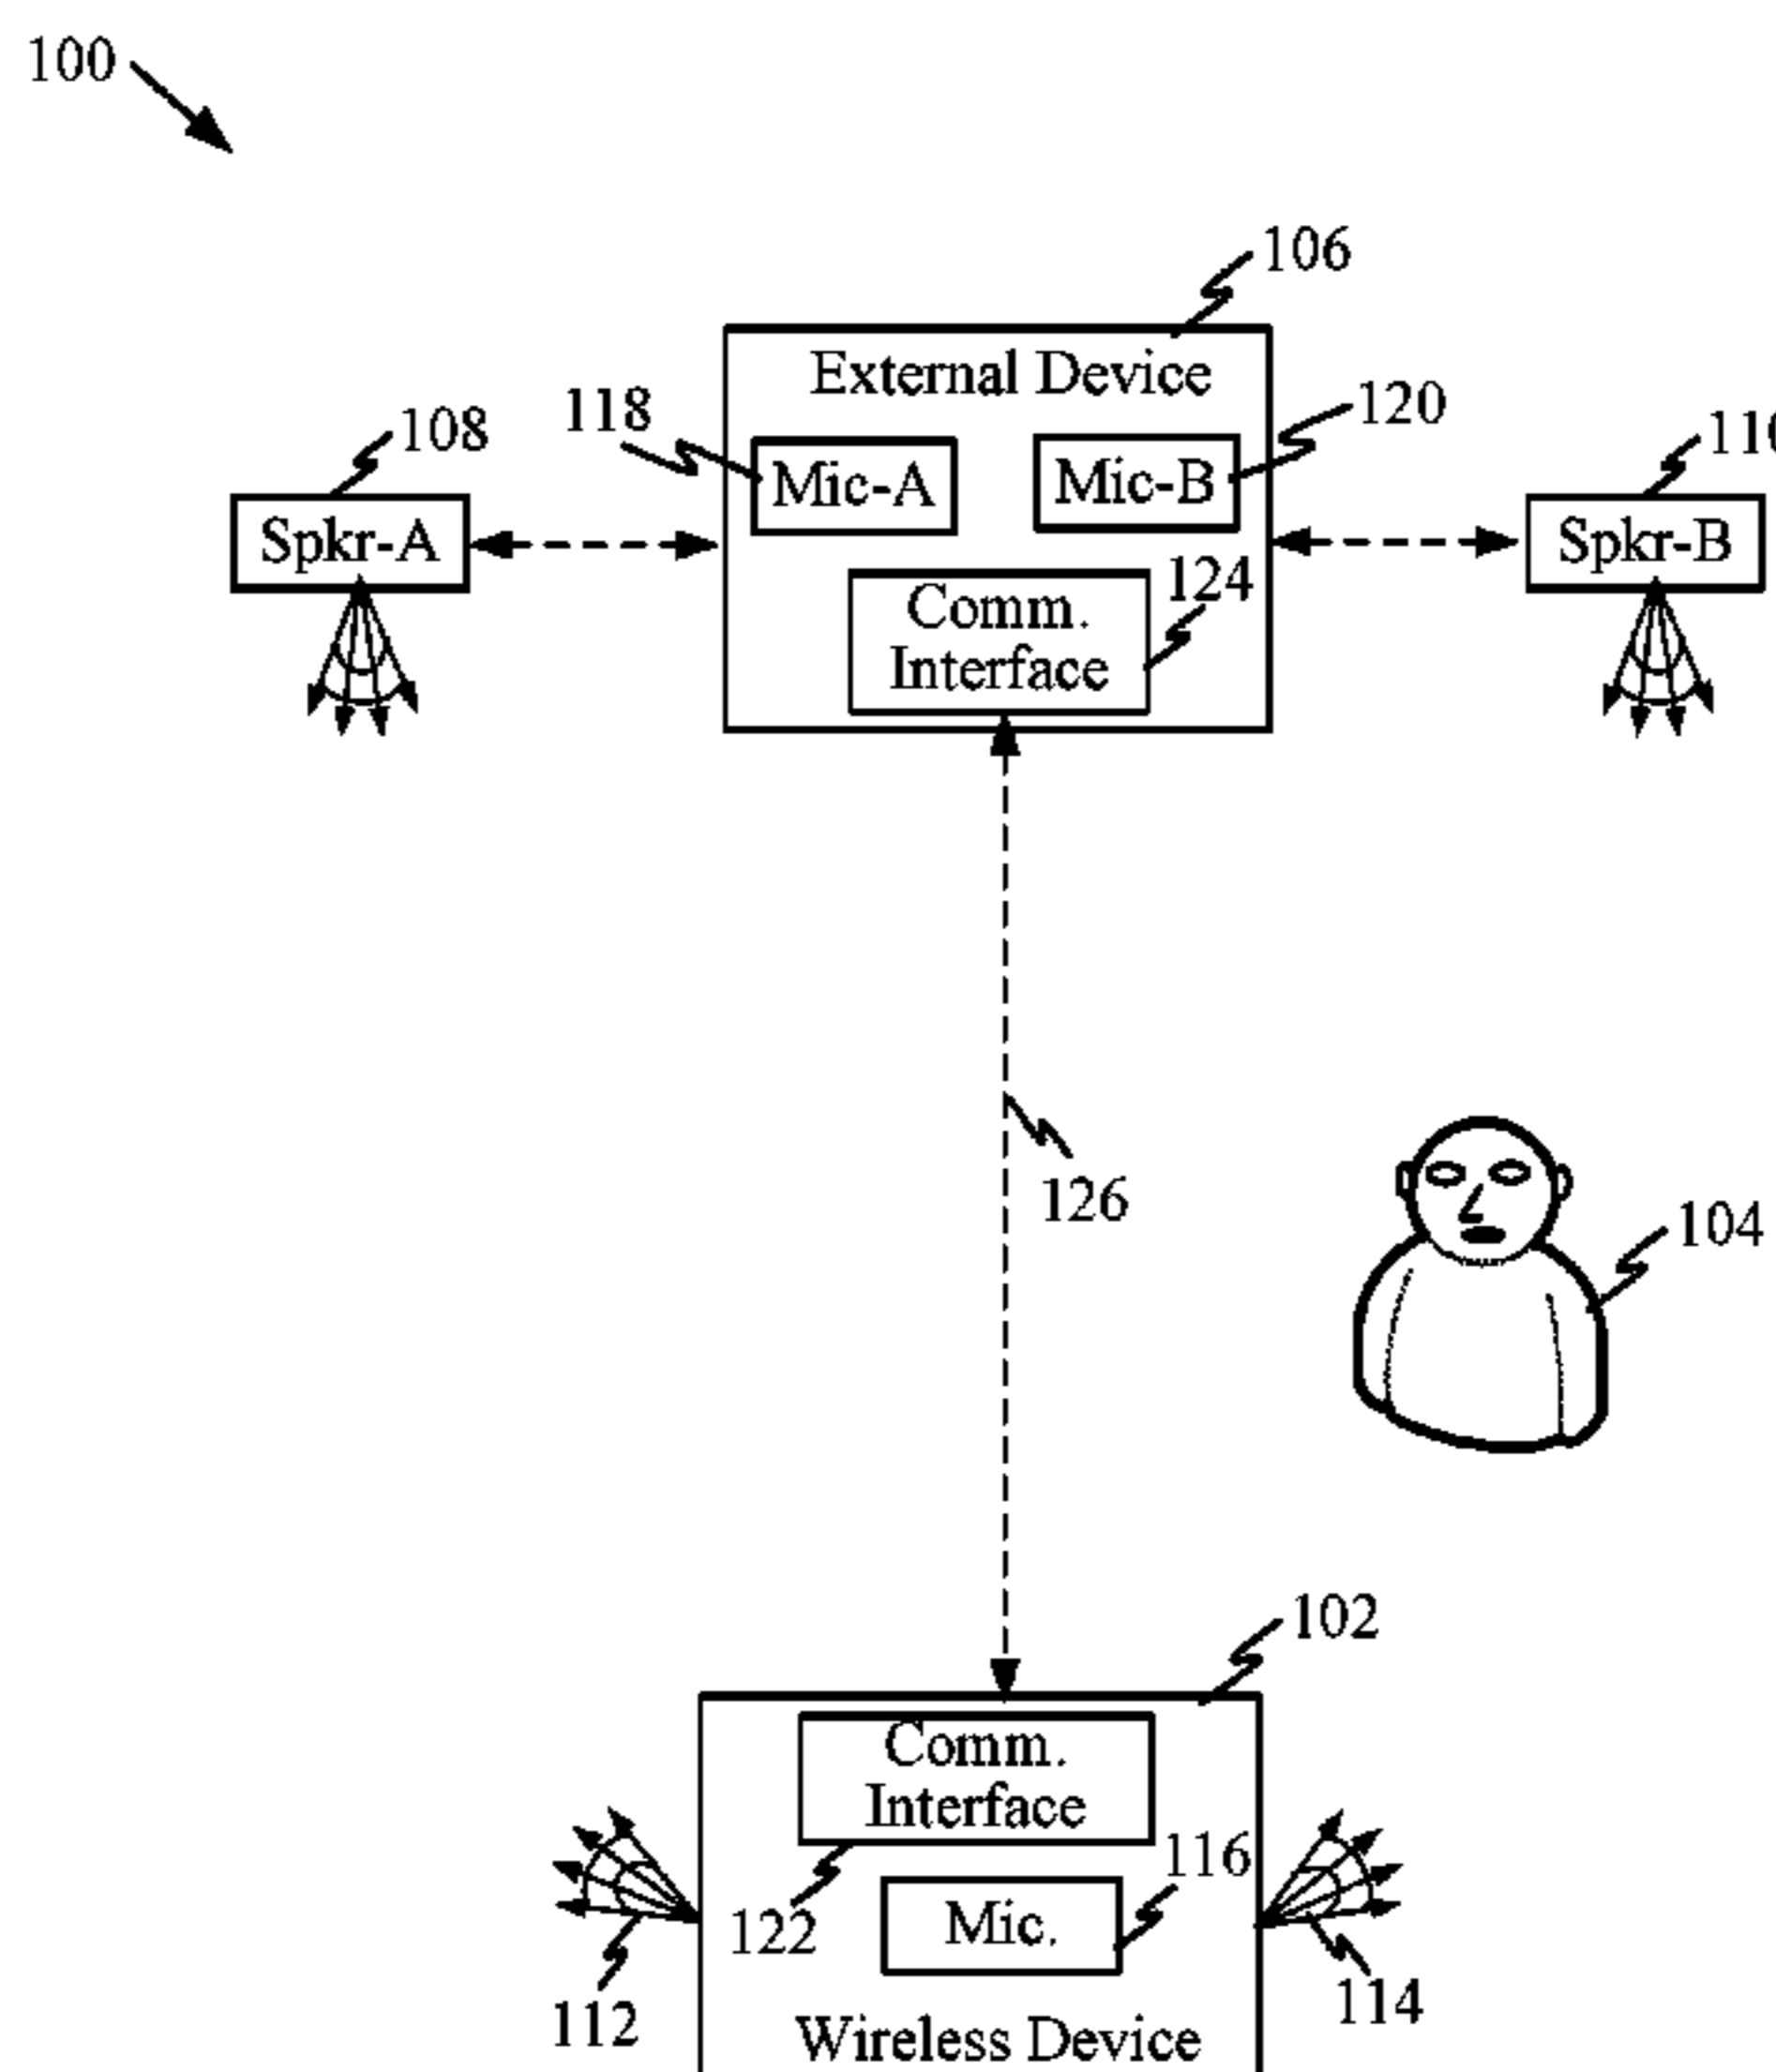 100
106
External Device
108
118
120
Mic-A
Mic-B
Spkr-A
Spkr-B
124
Comm.
Interface
126
104
102
Comm.
Interface
116
122
Mic.
112
114
Wireless Device